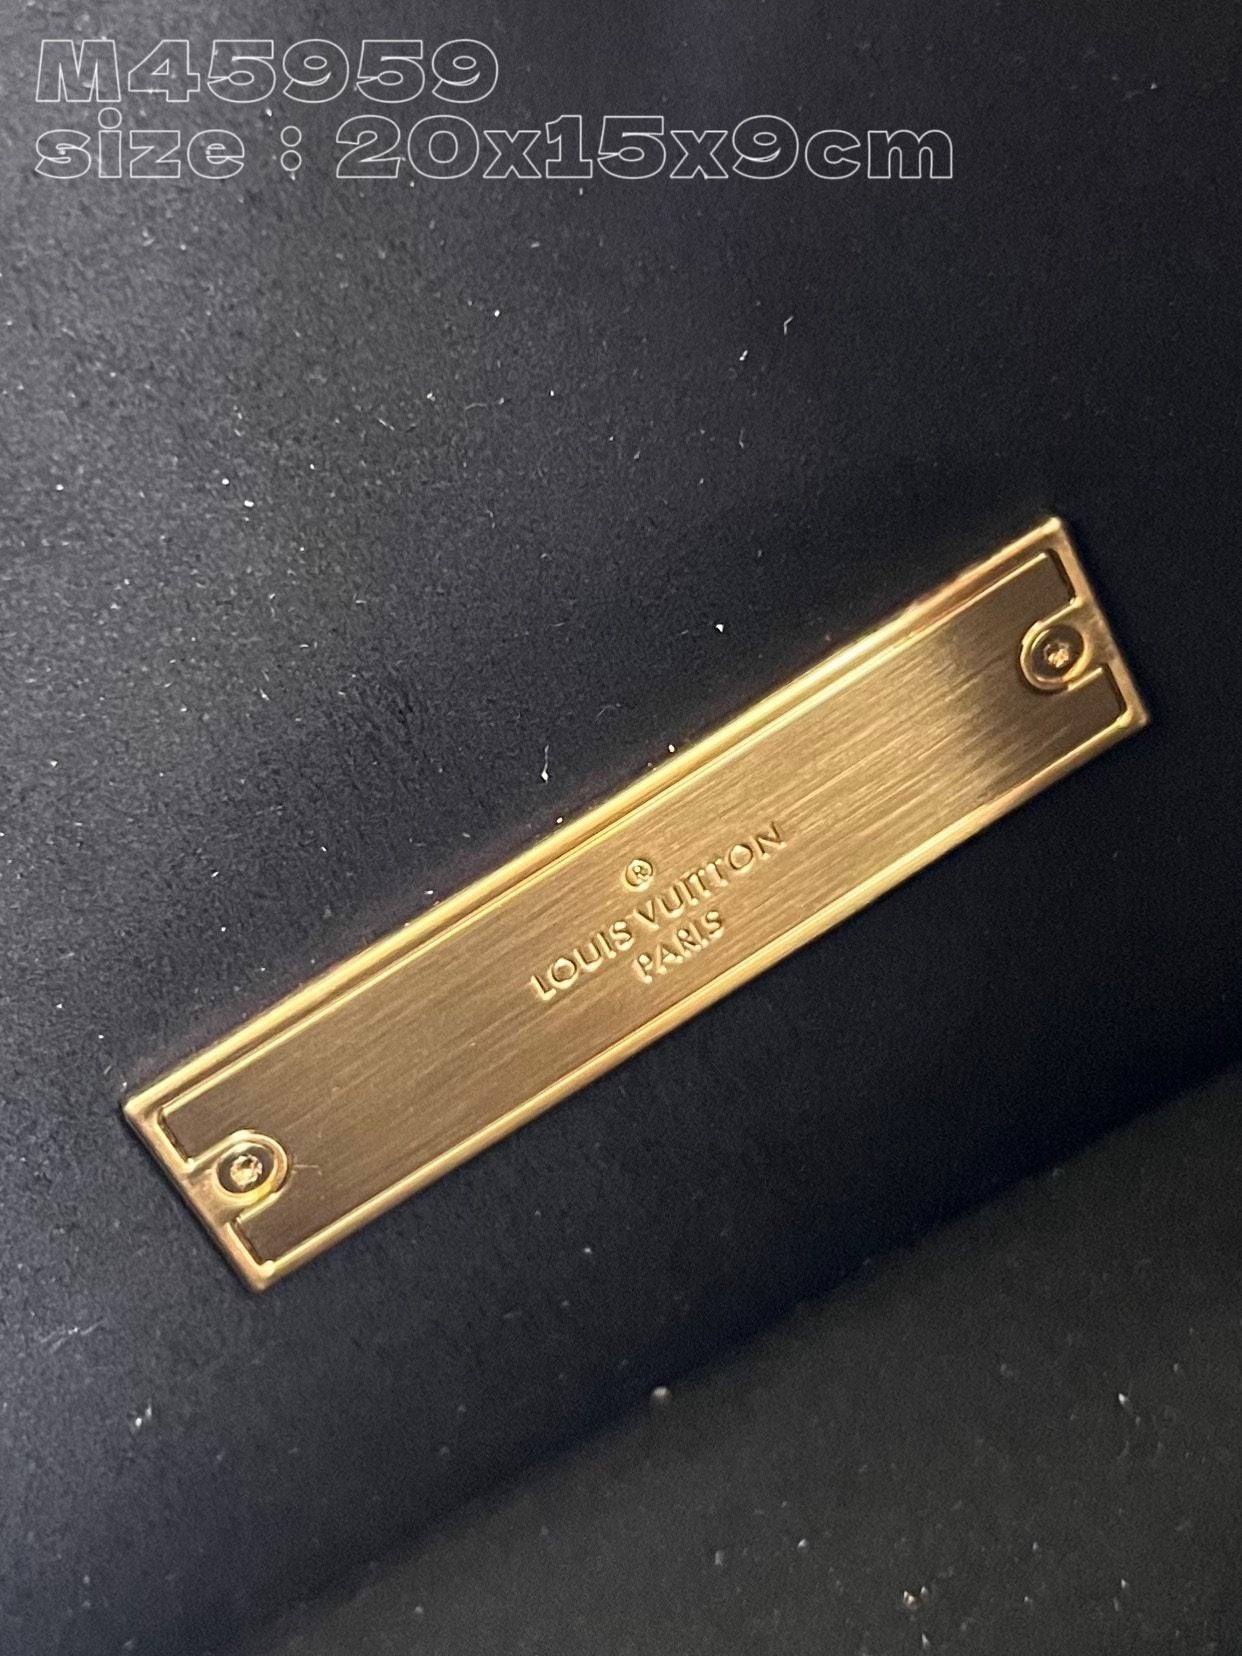 M45959
size : 20x15x9cm
®
LOUIS VUITTON
PARIS